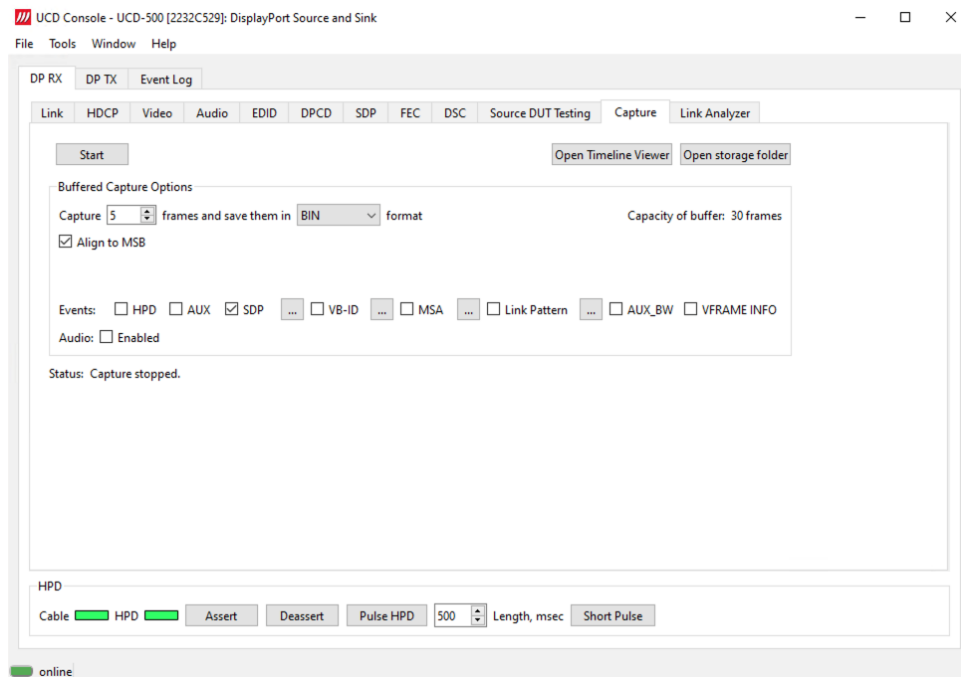 UCD Console - UCD-500 [2232C529]: DisplayPort Source and Sink
File Tools Window Help
DP RX DP TX Event Log
Link HDCP Video Audio EDID DPCD SDP FEC DSC Source DUT Testing Capture Link Analyzer
Start Open Timeline Viewer Open storage folder
Buffered Capture Options
Capture 5 frames and save them in BIN format Capacity of buffer: 30 frames
Align to MSB
Events: HPD AUX SDP ... VB-ID ... MSA ... Link Pattern ... AUX_BW VFRAME INFO
Audio: Enabled
Status: Capture stopped.
HPD
Cable HPD Assert Deassert Pulse HPD 500 Length, msec Short Pulse
online